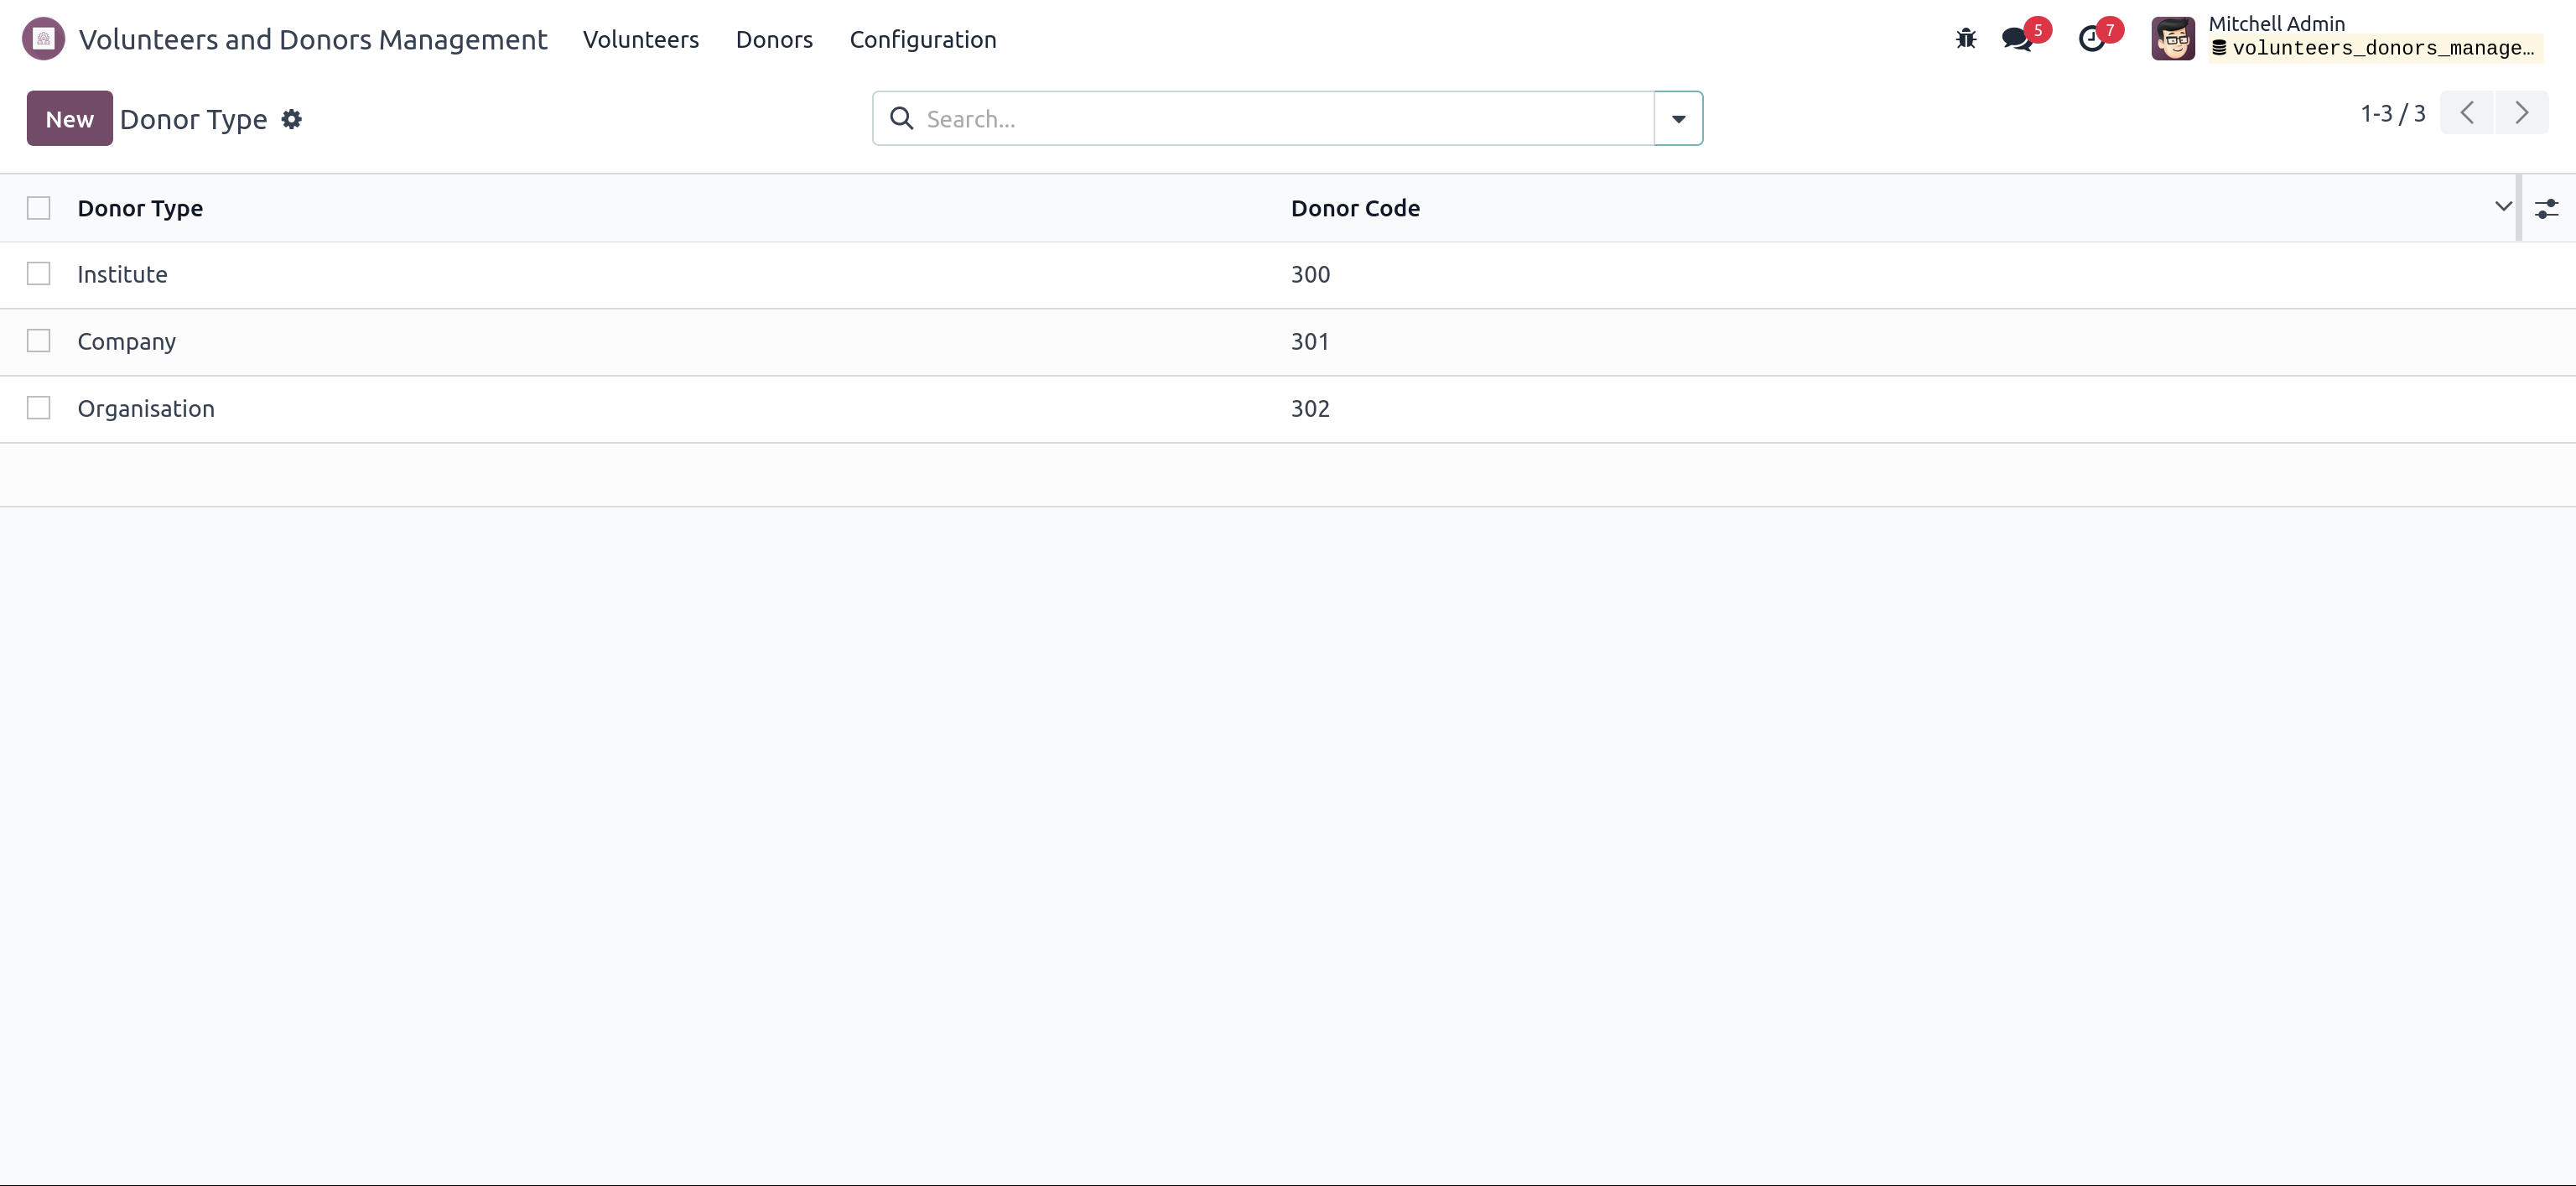 Volunteers and Donors Management Volunteers Donors Configuration 5 7 Mitchell Admin
volunteers_donors_manage…
New Donor Type Search... 1-3 / 3
Donor Type Donor Code
Institute 300
Company 301
Organisation 302